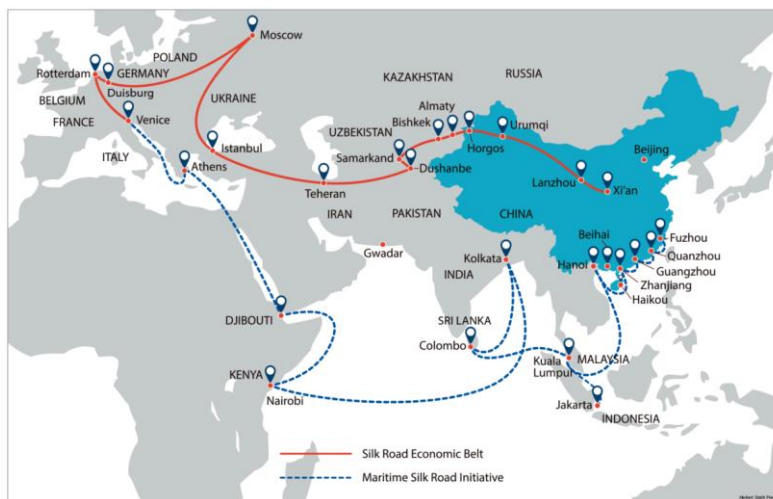 Moscow
POLAND
Rotterdam
GERMANY
Duisburg
BELGIUM
FRANCE
UKRAINE
Venice
ITALY
Istanbul
Athens
KAZAKHSTAN
RUSSIA
Almaty
Bishkek
Urumqi
UZBEKISTAN
Horgos
Samarkand
Dushanbe
Beijing
Lanzhou
Xi'an
Teheran
IRAN
PAKISTAN
CHINA
Gwadar
Kolkata
INDIA
Beihai
Hanoi
Fuzhou
Quanzhou
Guangzhou
Zhanjiang
Haikou
DJIBOUTI
SRI LANKA
Colombo
KENYA
Nairobi
Kuala
Lumpur
MALAYSIA
Jakarta
INDONESIA
Silk Road Economic Belt
Maritime Silk Road Initiative